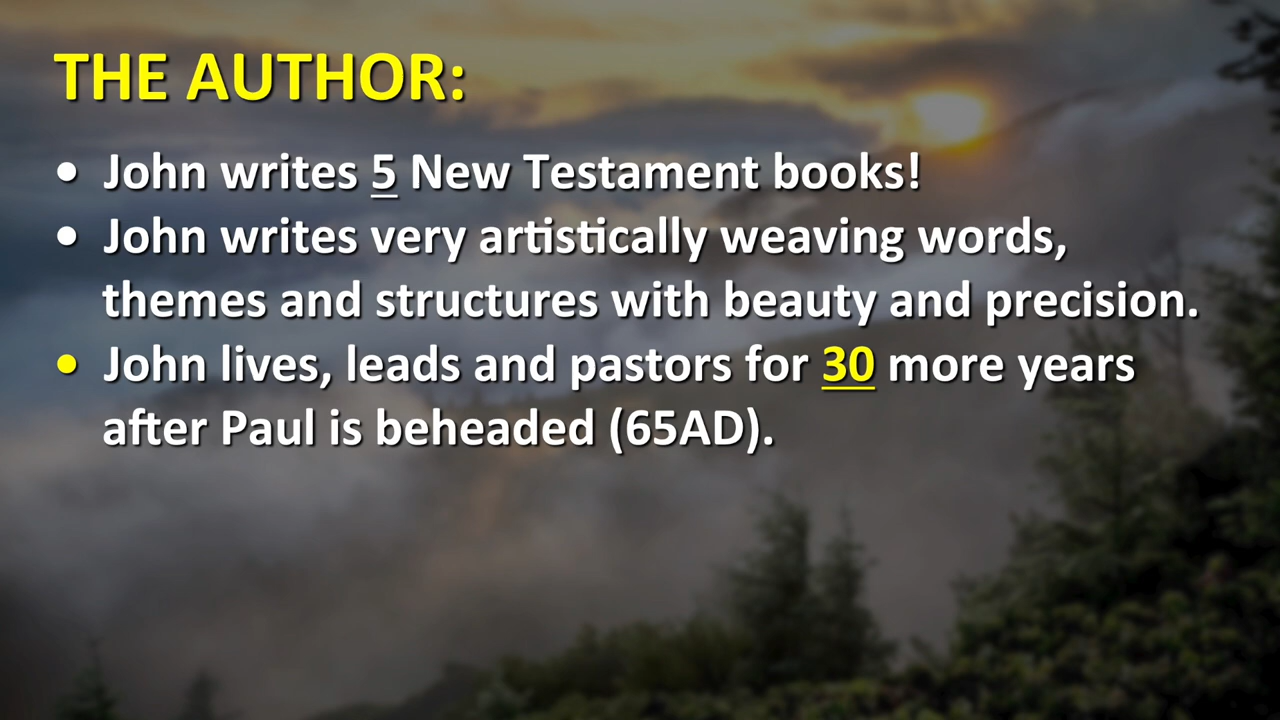 THE AUTHOR:
• John writes 5 New Testament books!
• John writes very artistically weaving words,
themes and structures with beauty and precision.
• John lives, leads and pastors for 30 more years
after Paul is beheaded (65AD).